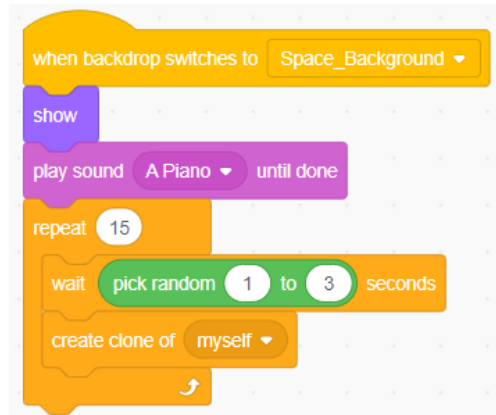 when backdrop switches to Space_Background
show
play sound A Piano until done
repeat 15
wait pick random 1 to 3 seconds
create clone of myself